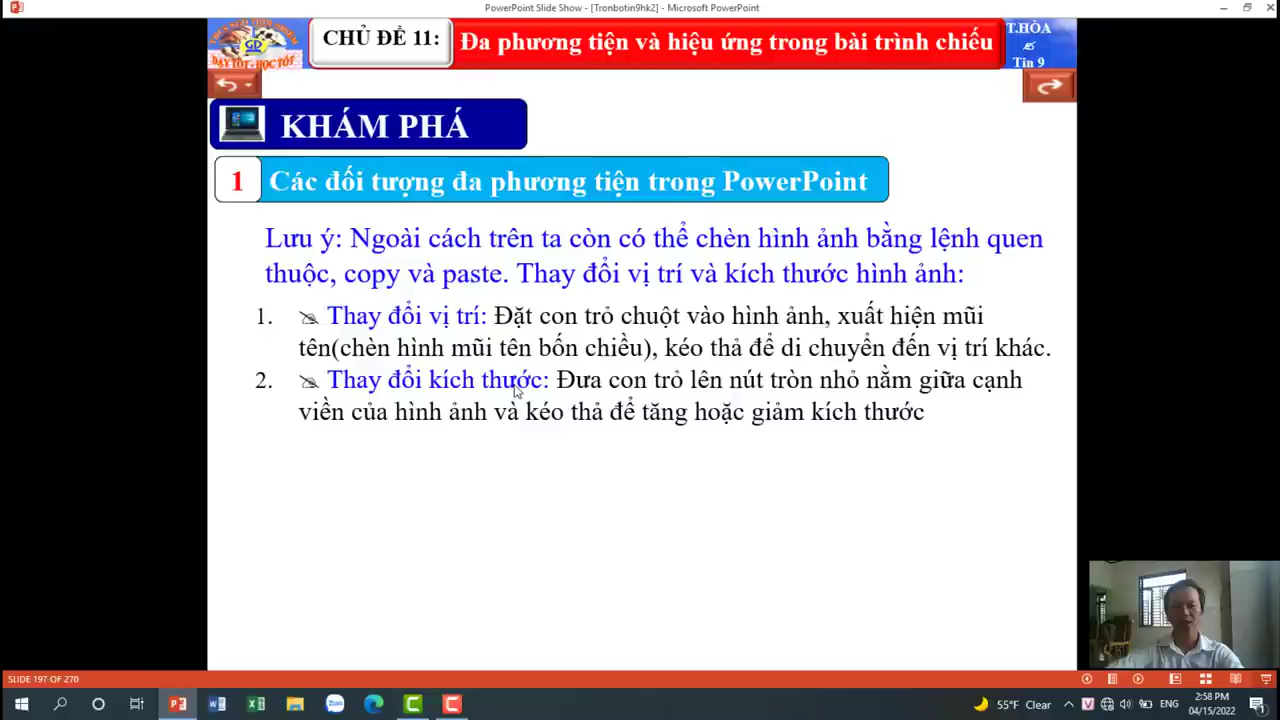 PowerPoint Slide Show - [Tronbotin9hk2] - Microsoft PowerPoint
GD
DẠY TỐT - HỌC TỐT
CHỦ ĐỀ 11:
Đa phương tiện và hiệu ứng trong bài trình chiếu
T.HÒA
Tin 9
KHÁM PHÁ
1
Các đối tượng đa phương tiện trong PowerPoint
Lưu ý: Ngoài cách trên ta còn có thể chèn hình ảnh bằng lệnh quen
thuộc, copy và paste. Thay đổi vị trí và kích thước hình ảnh:
1. Thay đổi vị trí: Đặt con trỏ chuột vào hình ảnh, xuất hiện mũi
tên(chèn hình mũi tên bốn chiều), kéo thả để di chuyển đến vị trí khác.
2. Thay đổi kích thước: Đưa con trỏ lên nút tròn nhỏ nằm giữa cạnh
viền của hình ảnh và kéo thả để tăng hoặc giảm kích thước
SLIDE 197 OF 270
55°F Clear
ENG
2:58 PM
04/15/2022